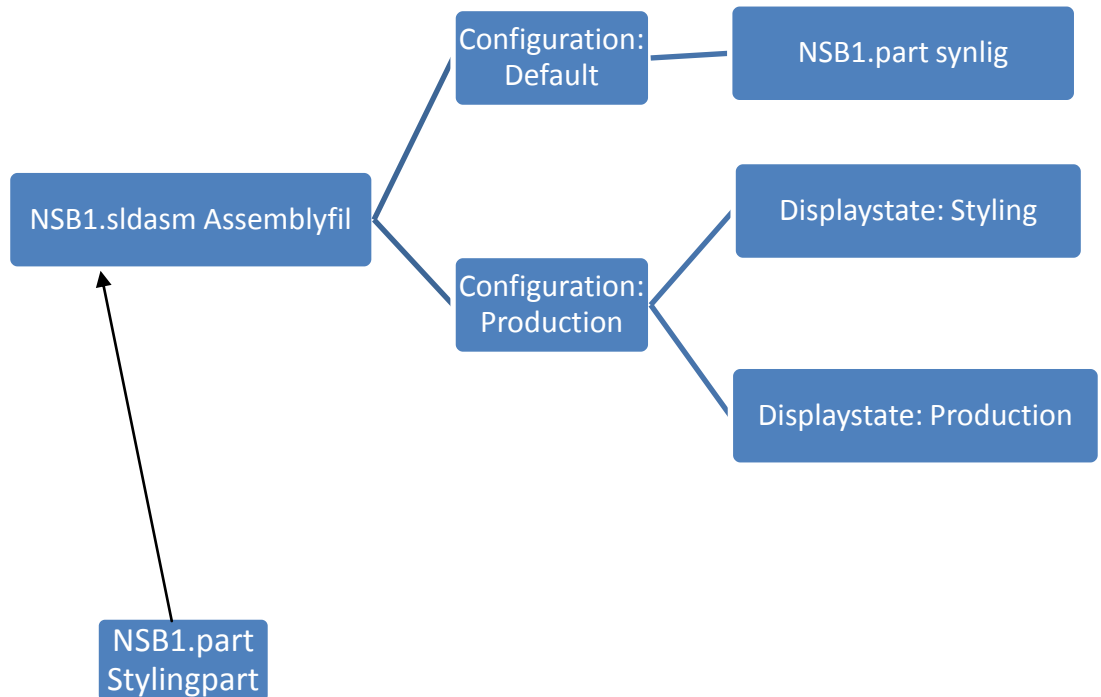 Configuration:
Default
NSB1.part synlig
NSB1.sldasm Assemblyfil
Displaystate: Styling
Configuration:
Production
Displaystate: Production
NSB1.part
Stylingpart